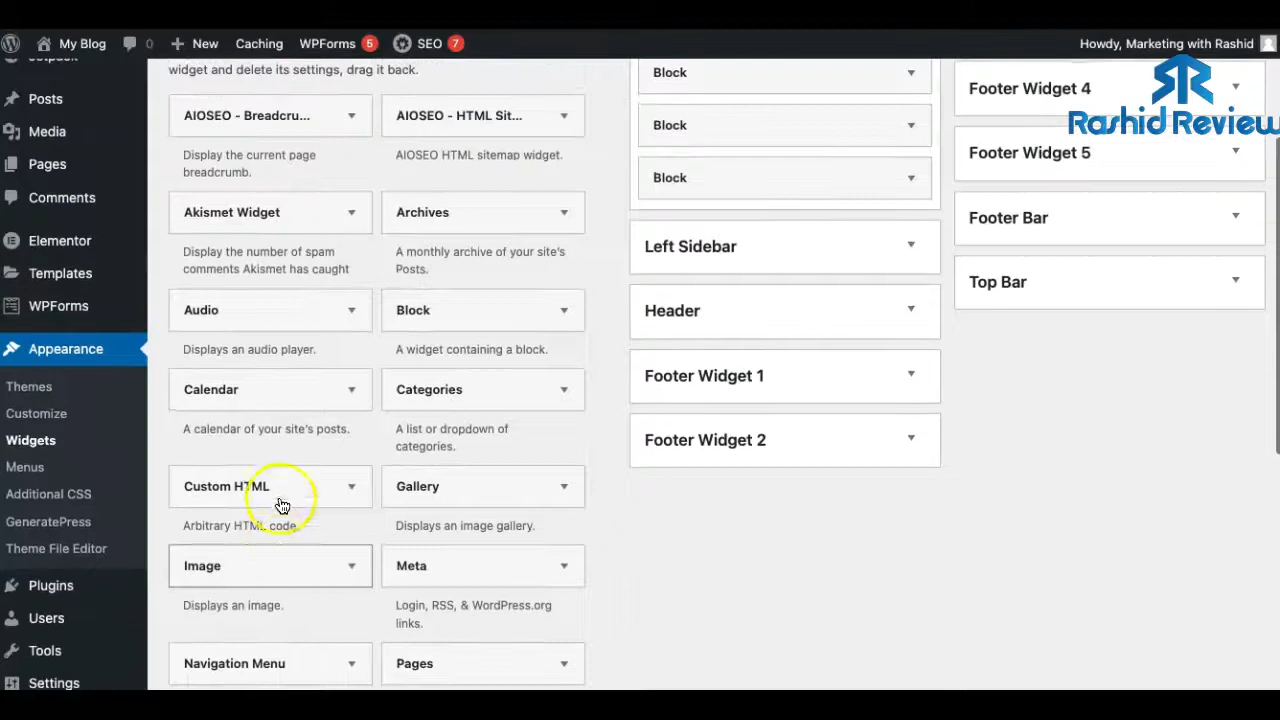 My Blog
0
New
Caching
WPForms 5
SEO 7
Howdy, Marketing with Rashid
Rashid Review
Posts
Media
Pages
Comments
Elementor
Templates
WPForms
Appearance
Themes
Customize
Widgets
Menus
Additional CSS
GeneratePress
Theme File Editor
Plugins
Users
Tools
Settings
widget and delete its settings, drag it back.
AIOSEO - Breadcru...
Display the current page
breadcrumb.
AIOSEO - HTML Sit...
AIOSEO HTML sitemap widget.
Akismet Widget
Display the number of spam
comments Akismet has caught
Archives
A monthly archive of your site's
Posts.
Audio
Displays an audio player.
Block
A widget containing a block.
Calendar
A calendar of your site's posts.
Categories
A list or dropdown of
categories.
Custom HTML
Arbitrary HTML code.
Gallery
Displays an image gallery.
Image
Displays an image.
Meta
Login, RSS, & WordPress.org
links.
Navigation Menu
Pages
Block
Block
Block
Left Sidebar
Header
Footer Widget 1
Footer Widget 2
Footer Widget 4
Footer Widget 5
Footer Bar
Top Bar